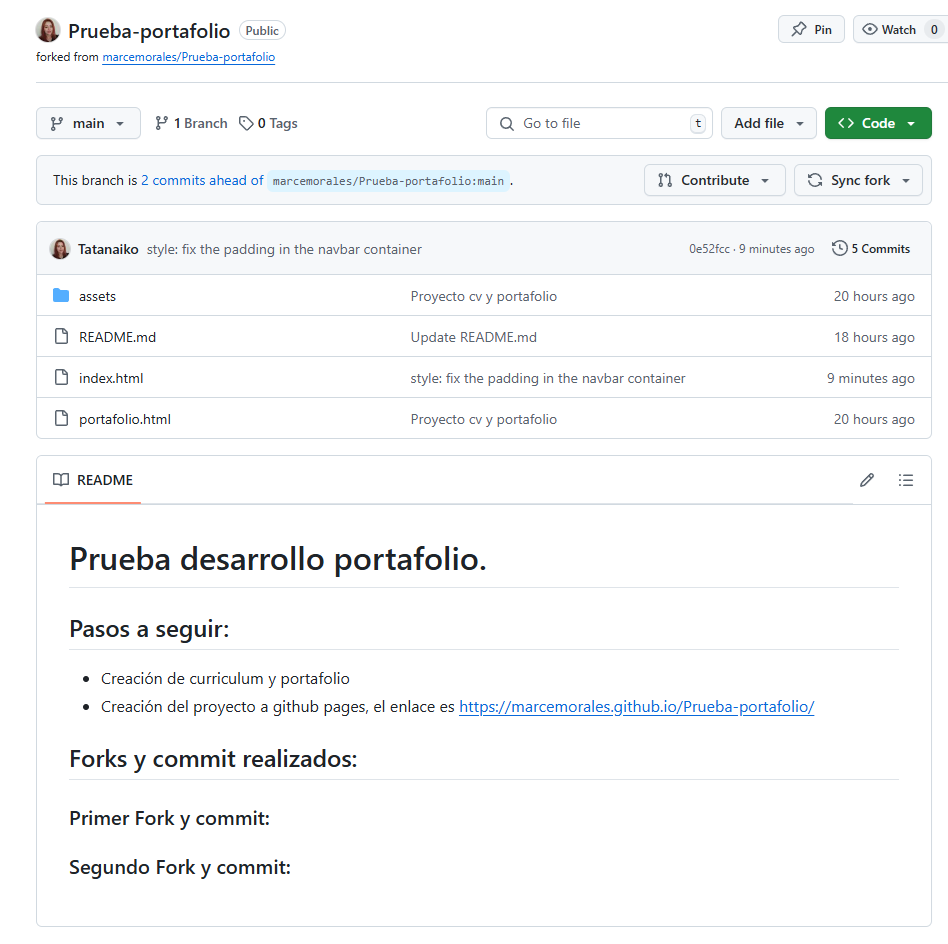 Prueba-portafolio Public Pin Watch 0
forked from marcemorales/Prueba-portafolio
main 1 Branch 0 Tags Go to file t Add file Code
This branch is 2 commits ahead of marcemorales/Prueba-portafolio:main . Contribute Sync fork
Tatanaiko style: fix the padding in the navbar container 0e52fcc · 9 minutes ago 5 Commits
assets Proyecto cv y portafolio 20 hours ago
README.md Update README.md 18 hours ago
index.html style: fix the padding in the navbar container 9 minutes ago
portafolio.html Proyecto cv y portafolio 20 hours ago
README
Prueba desarrollo portafolio.
Pasos a seguir:
• Creación de curriculum y portafolio
• Creación del proyecto a github pages, el enlace es https://marcemorales.github.io/Prueba-portafolio/
Forks y commit realizados:
Primer Fork y commit:
Segundo Fork y commit: